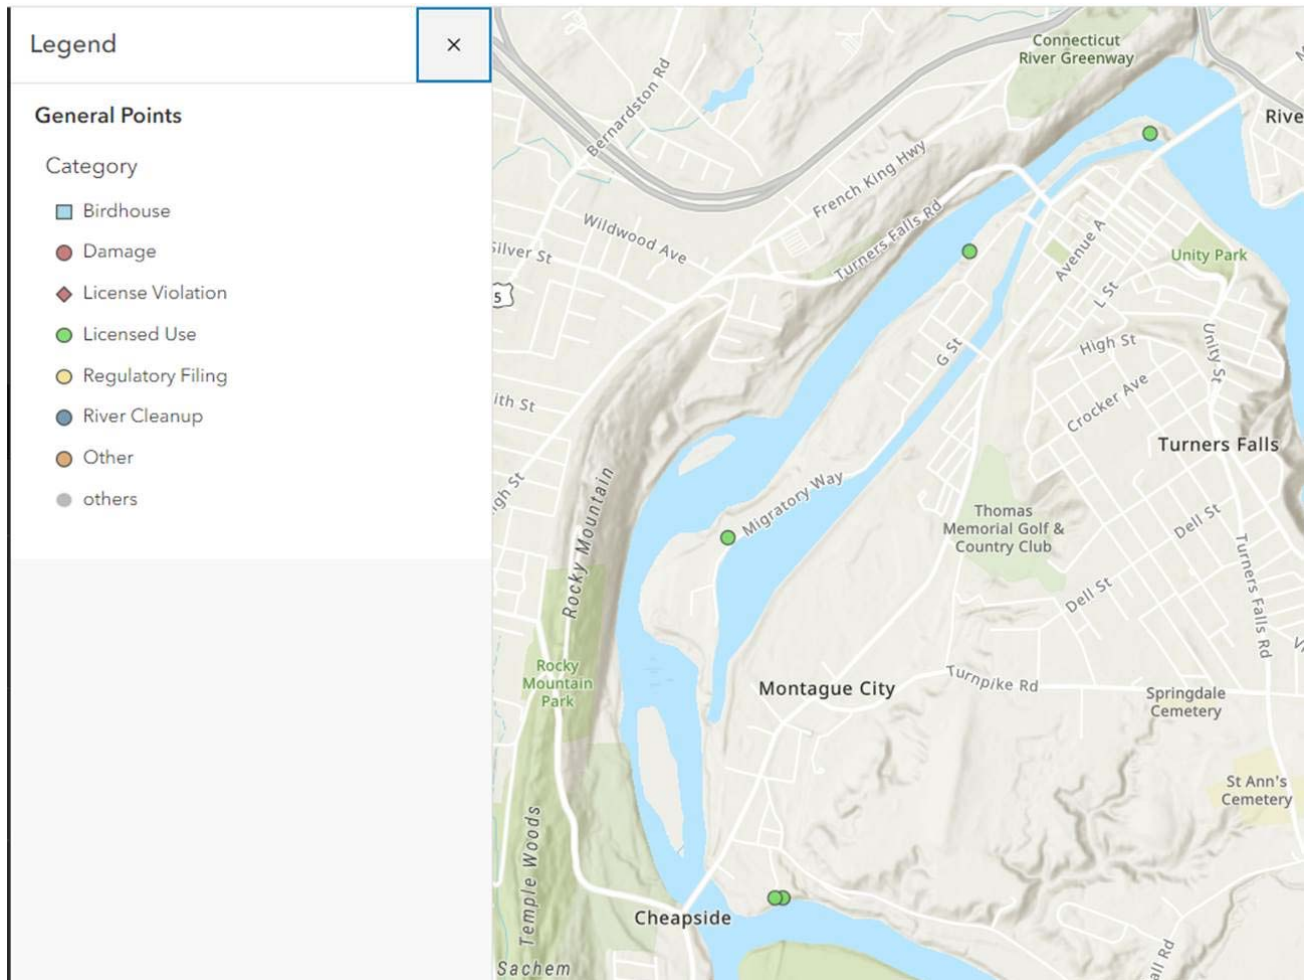 Legend
×
General Points
Category
Birdhouse
Damage
License Violation
Licensed Use
Regulatory Filing
River Cleanup
Other
others
Connecticut
River Greenway
Rive
Bernardston Rd
French King Hwy
Wildwood Ave
Silver St
Turners Falls Rd
Avenue A
Unity Park
5
L St
G St
High St
Unity St
ith St
Crocker Ave
Turners Falls
igh St
Rocky Mountain
Migratory Way
Thomas
Memorial Golf &
Country Club
Dell St
Dell St
Turners Falls Rd
Rocky
Mountain
Park
Montague City
Turnpike Rd
Springdale
Cemetery
St Ann's
Cemetery
Temple Woods
Cheapside
all Rd
Sachem